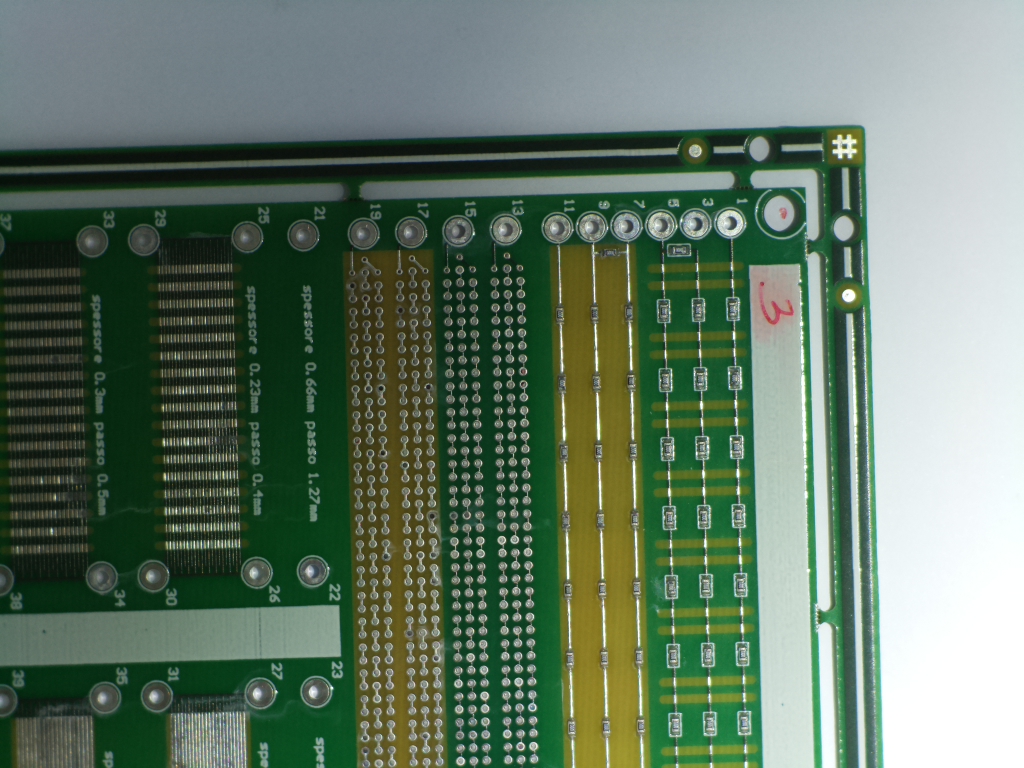 37 33 29 25 21 19 17 15 13 11 9 7 5 3 1
.3
spessore 0.3mm passo 0.5mm
spessore 0.23mm passo 0.4mm
spessore 0.66mm passo 1.27mm
38 34 30 26 22
39 35 31 27 23